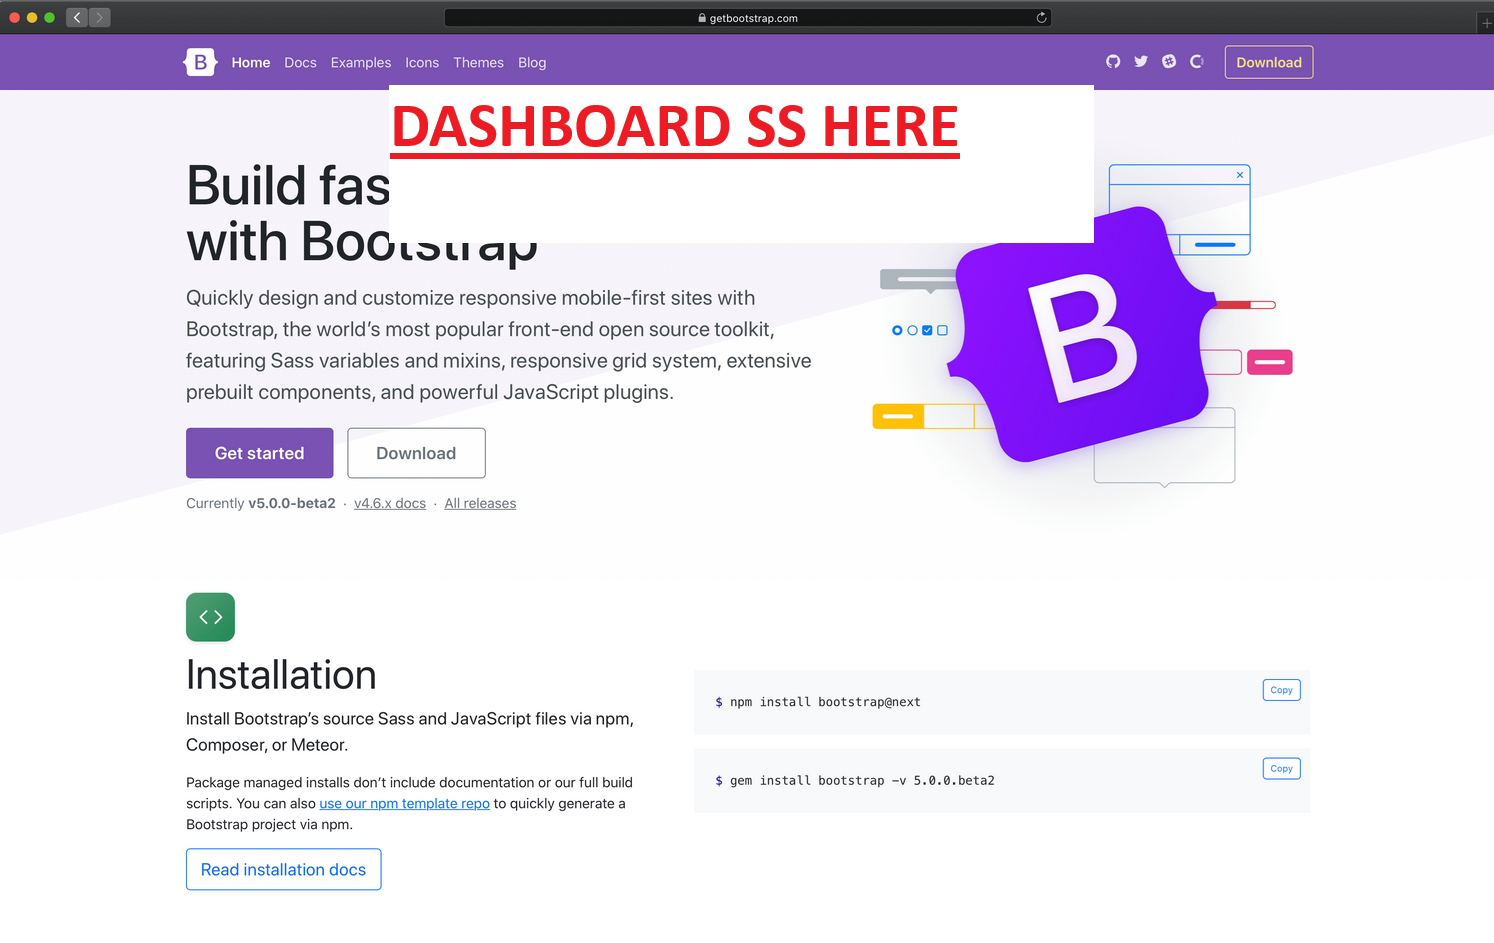 getbootstrap.com
B
Home Docs Examples Icons Themes Blog
Download
DASHBOARD SS HERE
Build fas
with Bootstrap
Quickly design and customize responsive mobile-first sites with
Bootstrap, the world’s most popular front-end open source toolkit,
featuring Sass variables and mixins, responsive grid system, extensive
prebuilt components, and powerful JavaScript plugins.
B
Get started
Download
Currently v5.0.0-beta2 · v4.6.x docs · All releases
Installation
Install Bootstrap’s source Sass and JavaScript files via npm,
Composer, or Meteor.
Package managed installs don’t include documentation or our full build
scripts. You can also use our npm template repo to quickly generate a
Bootstrap project via npm.
Read installation docs
$ npm install bootstrap@next
Copy
$ gem install bootstrap -v 5.0.0.beta2
Copy